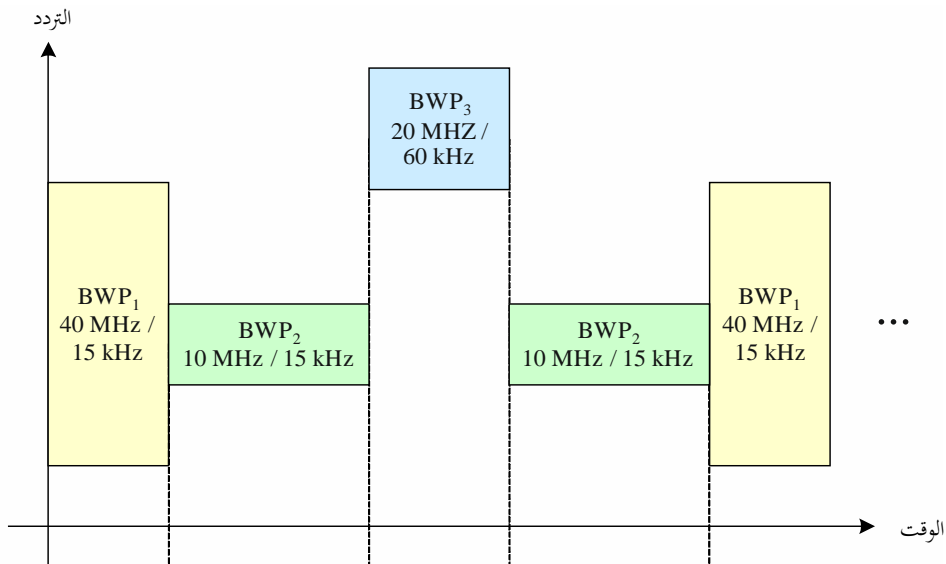 التردد
BWP₃
20 MHZ /
60 kHz
BWP₁
40 MHz /
15 kHz
BWP₂
10 MHz / 15 kHz
BWP₂
10 MHz / 15 kHz
BWP₁
40 MHz /
15 kHz
...
الوقت